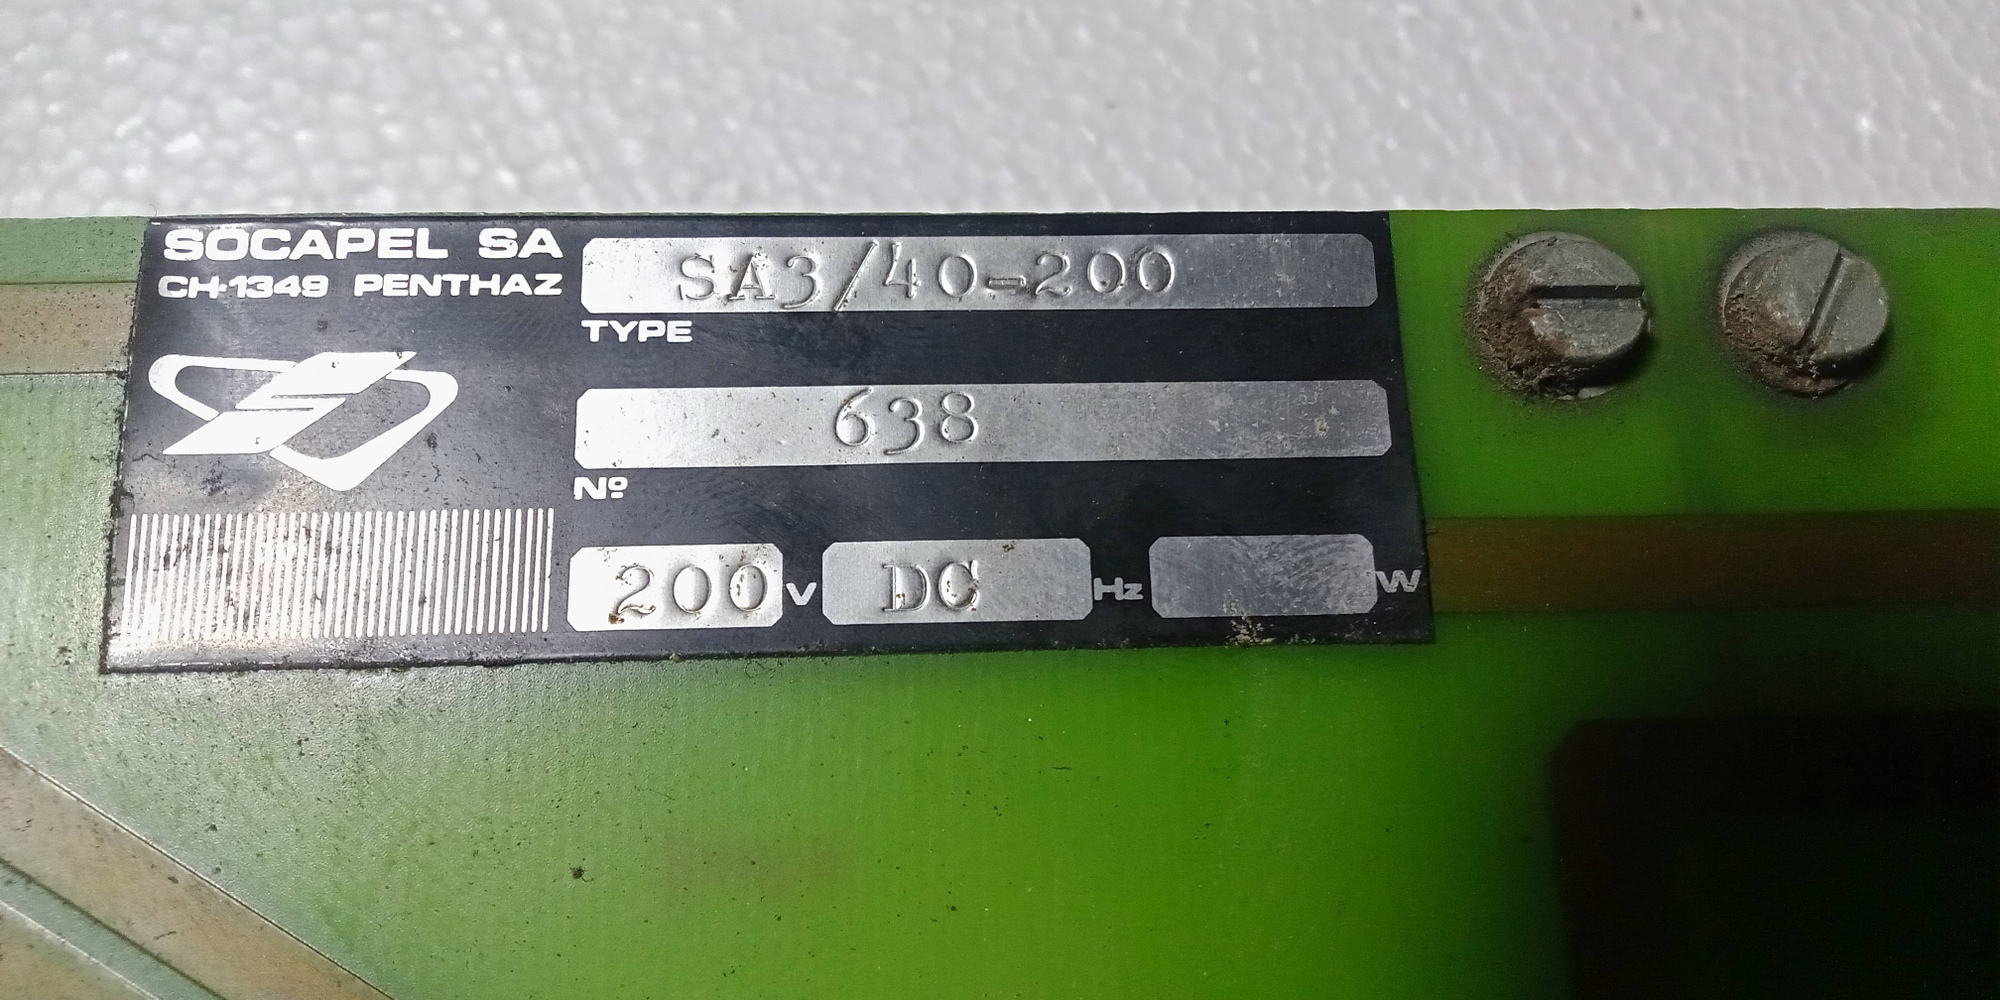 SOCAPEL SA
CH-1349 PENTHAZ
SA3/40-200
TYPE
638
Nº
200 V DC Hz W